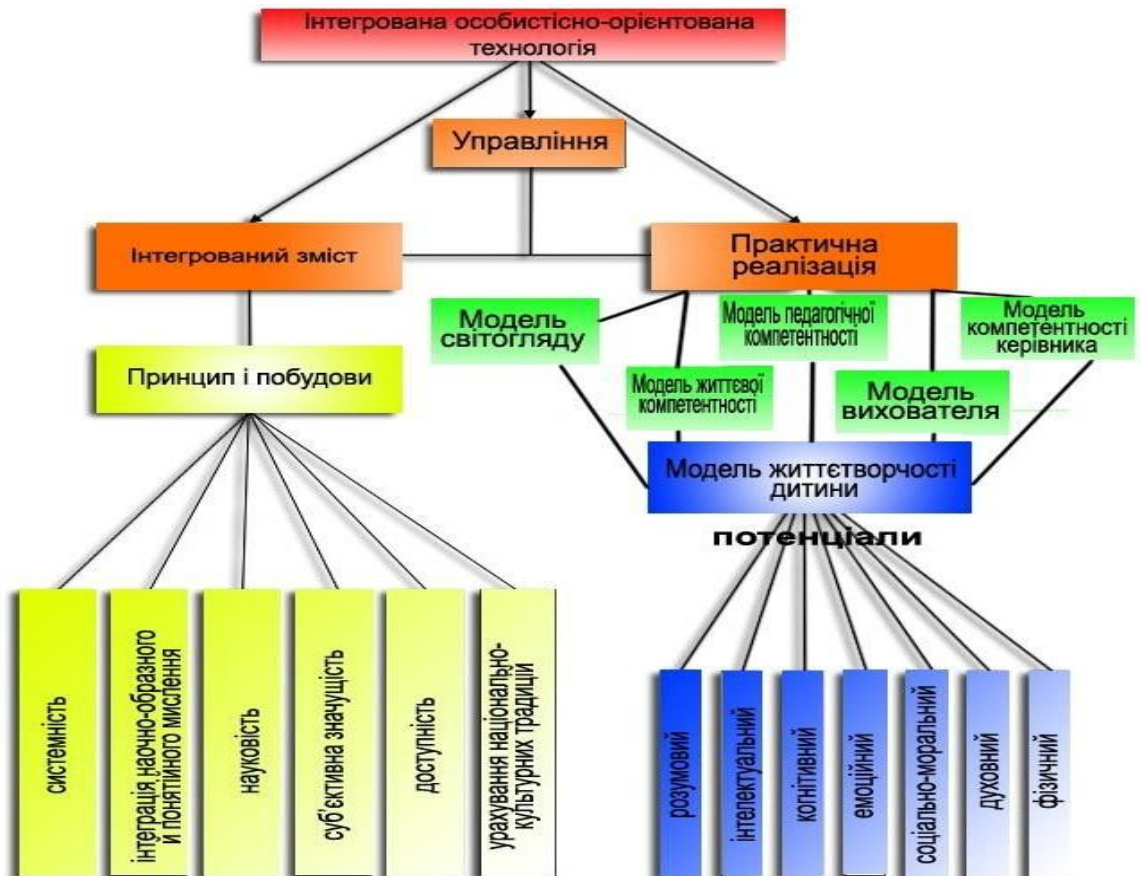 Інтегрована особистісно-орієнтована
технологія
Управління
Інтегрований зміст
Практична
реалізація
Модель
світогляду
Модель педагогічної
компетентності
Модель
компетентності
керівника
Принцип і побудови
Модель життєвої
компетентності
Модель
вихователя
Модель життєтворчості
дитини
потенціали
системність
інтеграція наочно-образного
и понятійного мислення
науковість
суб'єктивна значущість
доступність
урахування національно-
культурних традицій
розумовий
інтелектуальний
когнітивний
емоційний
соціально-моральний
духовний
фізичний